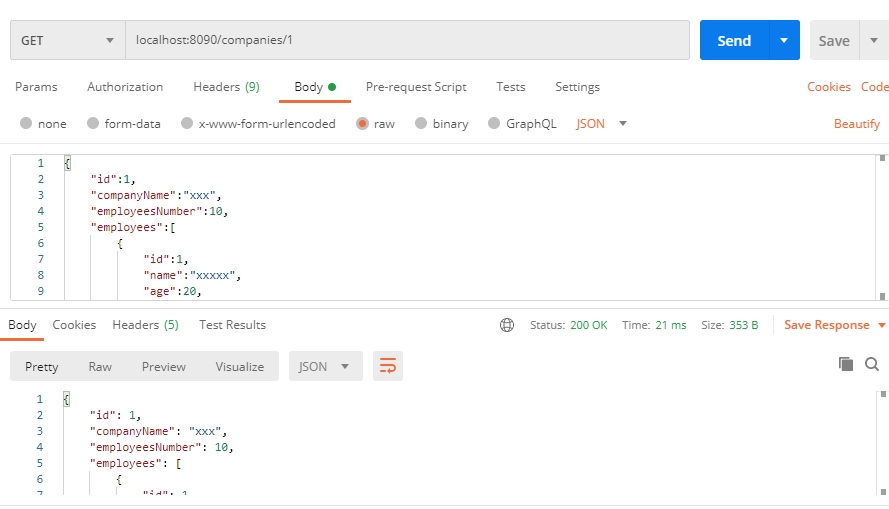 GET localhost:8090/companies/1 Send Save
Params Authorization Headers (9) Body Pre-request Script Tests Settings Cookies Code
none form-data x-www-form-urlencoded raw binary GraphQL JSON Beautify
1 {
2 "id":1,
3 "companyName":"xxx",
4 "employeesNumber":10,
5 "employees":[
6 {
7 "id":1,
8 "name":"xxxxx",
9 "age":20,
Body Cookies Headers (5) Test Results Status: 200 OK Time: 21 ms Size: 353 B Save Response
Pretty Raw Preview Visualize JSON
1 {
2 "id": 1,
3 "companyName": "xxx",
4 "employeesNumber": 10,
5 "employees": [
6 {
7 "id": 1